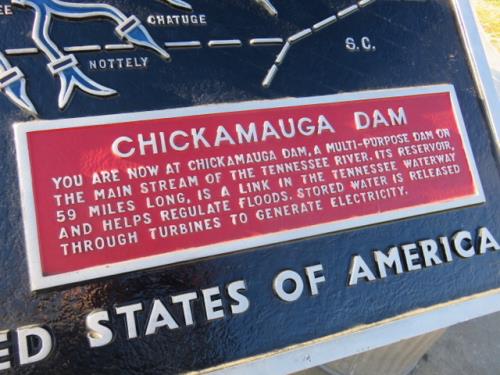 CHATUGE
NOTTELY
S.C.
CHICKAMAUGA DAM
YOU ARE NOW AT CHICKAMAUGA DAM, A MULTI-PURPOSE DAM ON
THE MAIN STREAM OF THE TENNESSEE RIVER. ITS RESERVOIR,
59 MILES LONG, IS A LINK IN THE TENNESSEE WATERWAY
AND HELPS REGULATE FLOODS. STORED WATER IS RELEASED
THROUGH TURBINES TO GENERATE ELECTRICITY.
STATES OF AMERICA